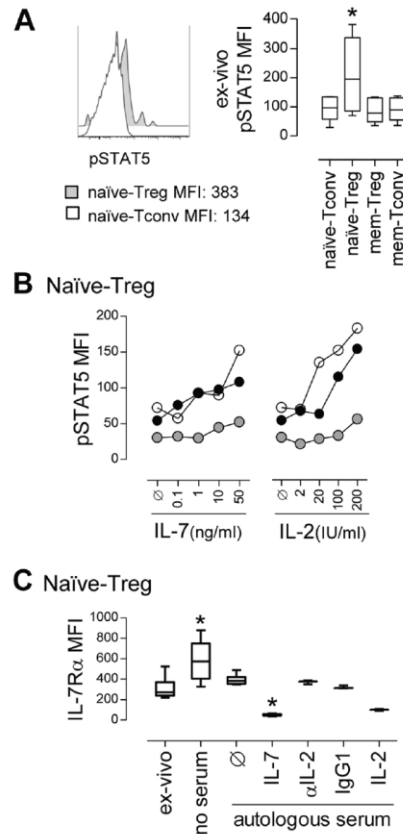 A
pSTAT5
naïve-Treg MFI: 383
naïve-Tconv MFI: 134
ex-vivo
pSTAT5 MFI
400
300
200
100
0
*
naïve-Tconv
naïve-Treg
mem-Treg
mem-Tconv
B Naïve-Treg
pSTAT5 MFI
200
150
100
50
0
∅
0.1
1
10
50
IL-7(ng/ml)
∅
2
20
100
200
IL-2(IU/ml)
C Naïve-Treg
IL-7Rα MFI
1000
800
600
400
200
0
*
*
ex-vivo
no serum
∅
IL-7
αIL-2
IgG1
IL-2
autologous serum